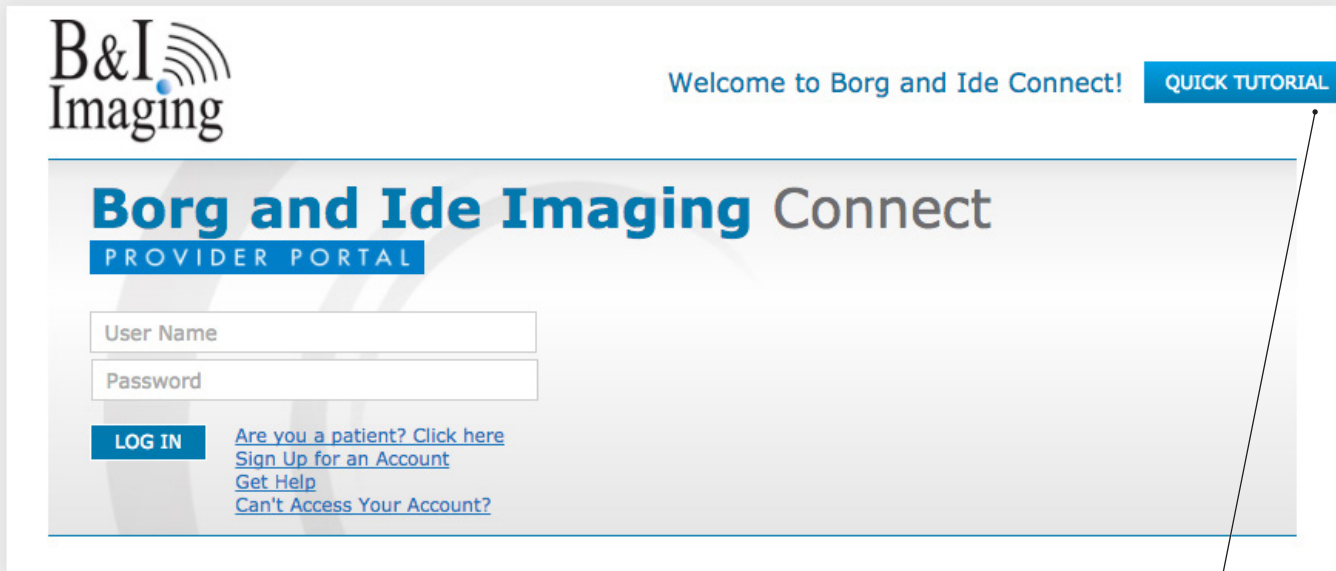 B&I
Imaging
Welcome to Borg and Ide Connect!
QUICK TUTORIAL
Borg and Ide Imaging Connect
PROVIDER PORTAL
User Name
Password
LOG IN
Are you a patient? Click here
Sign Up for an Account
Get Help
Can't Access Your Account?